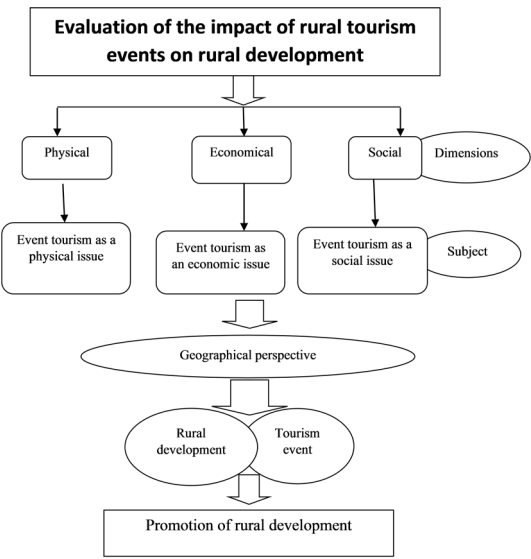 Evaluation of the impact of rural tourism
events on rural development
Physical
Economical
Social
Dimensions
Event tourism as a
physical issue
Event tourism as
an economic issue
Event tourism as a
social issue
Subject
Geographical perspective
Rural
development
Tourism
event
Promotion of rural development